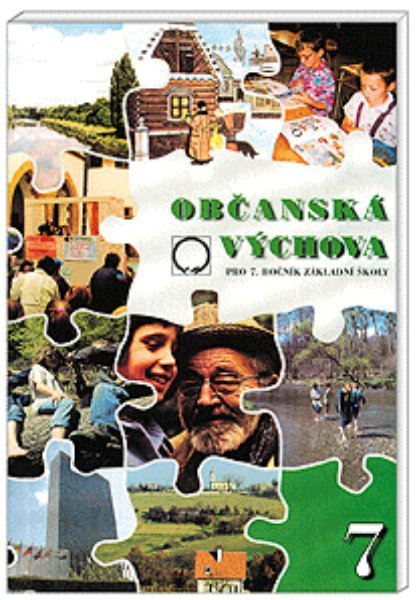 OBČANSKÁ
VÝCHOVA
PRO 7. ROČNÍK ZÁKLADNÍ ŠKOLY
7